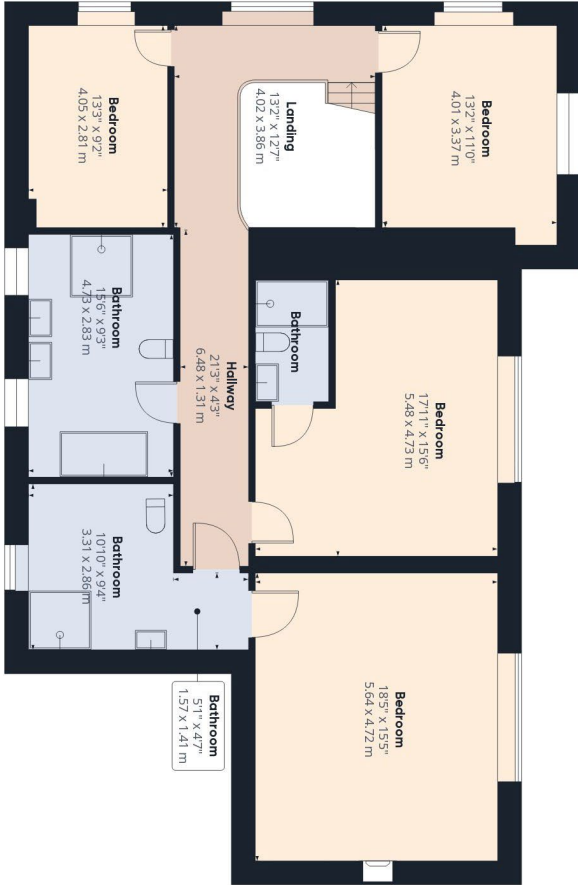 Bedroom
13'3" x 9'2"
4.05 x 2.81 m
Landing
13'2" x 12'7"
4.02 x 3.86 m
Bedroom
13'2" x 11'0"
4.01 x 3.37 m
Bathroom
15'6" x 9'3"
4.73 x 2.83 m
Hallway
21'3" x 4'3"
6.48 x 1.31 m
Bathroom
Bedroom
17'11" x 15'6"
5.48 x 4.73 m
Bathroom
10'10" x 9'4"
3.31 x 2.86 m
Bathroom
5'1" x 4'7"
1.57 x 1.41 m
Bedroom
18'5" x 15'5"
5.64 x 4.72 m